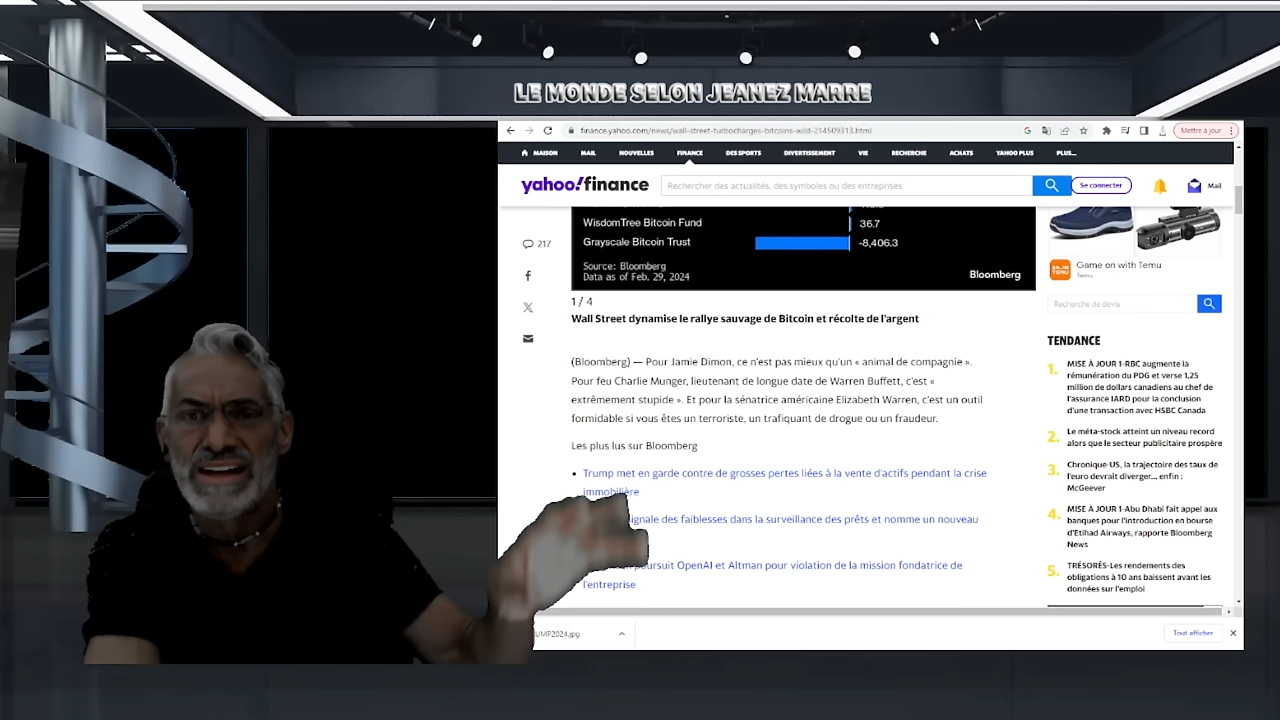 LE MONDE SELON JEANEZ MARRE
finance.yahoo.com/news/wall-street-turbocharges-bitcoins-wild-214509313.html
Mettre à jour
MAISON MAIL NOUVELLES FINANCE DES SPORTS DIVERTISSEMENT VIE RECHERCHE ACHATS YAHOO PLUS PLUS...
yahoo!finance
Rechercher des actualités, des symboles ou des entreprises
Se connecter
Mail
217
WisdomTree Bitcoin Fund 36.7
Grayscale Bitcoin Trust -8,406.3
Source: Bloomberg
Data as of Feb. 29, 2024
Bloomberg
1 / 4
Wall Street dynamise le rallye sauvage de Bitcoin et récolte de l'argent
(Bloomberg) — Pour Jamie Dimon, ce n'est pas mieux qu'un « animal de compagnie ».
Pour feu Charlie Munger, lieutenant de longue date de Warren Buffett, c'est «
extrêmement stupide ». Et pour la sénatrice américaine Elizabeth Warren, c'est un outil
formidable si vous êtes un terroriste, un trafiquant de drogue ou un fraudeur.
Les plus lus sur Bloomberg
• Trump met en garde contre de grosses pertes liées à la vente d'actifs pendant la crise
immobilière
ignale des faiblesses dans la surveillance des prêts et nomme un nouveau
oursuit OpenAI et Altman pour violation de la mission fondatrice de
l'entreprise
Game on with Temu
Temu
Recherche de devis
TENDANCE
1. MISE À JOUR 1-RBC augmente la
rémunération du PDG et verse 1,25
million de dollars canadiens au chef de
l'assurance IARD pour la conclusion
d'une transaction avec HSBC Canada
2. Le méta-stock atteint un niveau record
alors que le secteur publicitaire prospère
3. Chronique-US, la trajectoire des taux de
l'euro devrait diverger... enfin :
McGeever
4. MISE À JOUR 1-Abu Dhabi fait appel aux
banques pour l'introduction en bourse
d'Etihad Airways, rapporte Bloomberg
News
5. TRÉSORÉS-Les rendements des
obligations à 10 ans baissent avant les
données sur l'emploi
UMP2024.jpg
Tout afficher